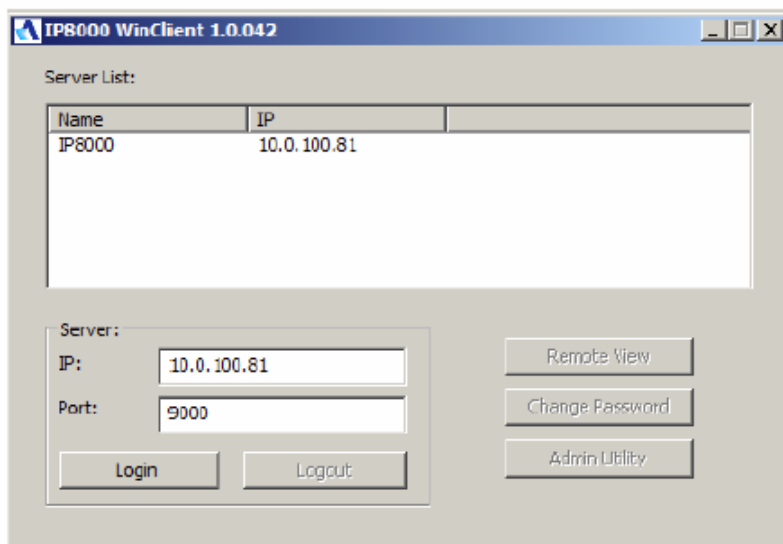 IP8000 WinClient 1.0.042
Server List:
Name IP
IP8000 10.0.100.81
Server:
IP: 10.0.100.81
Port: 9000
Login Logout
Remote View
Change Password
Admin Utility